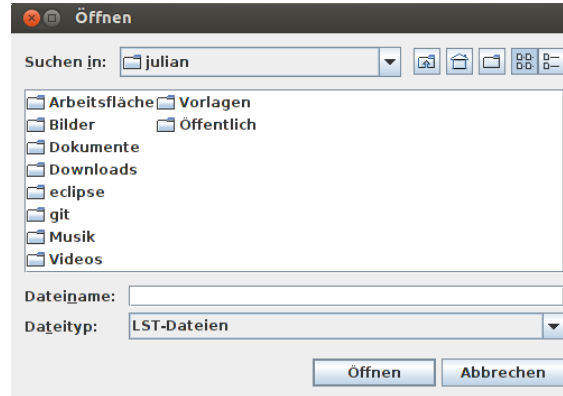 Öffnen
Suchen in: julian
Arbeitsfläche Vorlagen
Bilder Öffentlich
Dokumente
Downloads
eclipse
git
Musik
Videos
Dateiname:
Dateityp: LST-Dateien
Öffnen Abbrechen